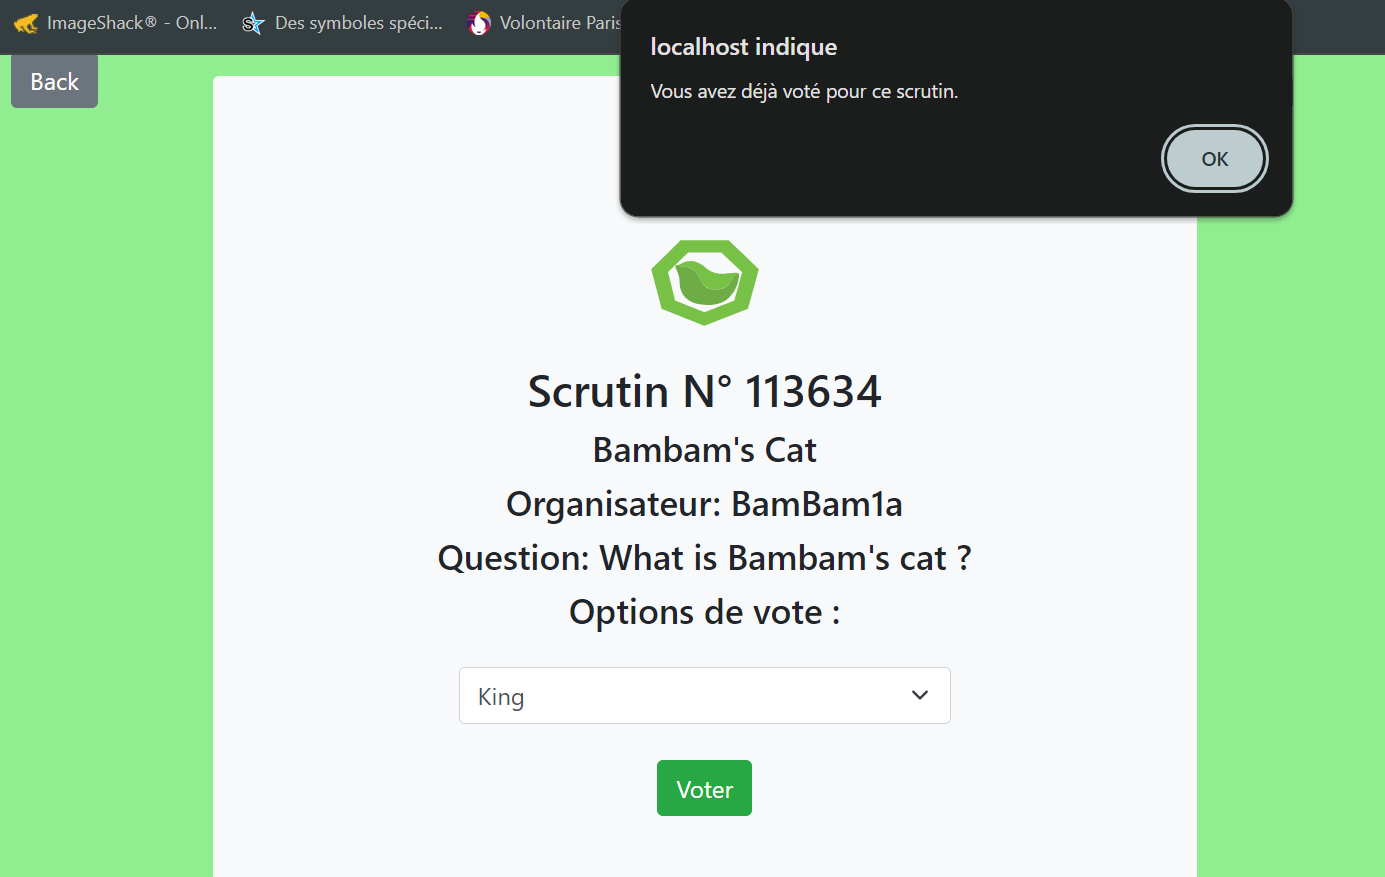 ImageShack® - Onl...
Des symboles spéci...
Volontaire Paris
localhost indique
Vous avez déjà voté pour ce scrutin.
OK
Back
Scrutin N° 113634
Bambam's Cat
Organisateur: BamBam1a
Question: What is Bambam's cat ?
Options de vote :
King
Voter